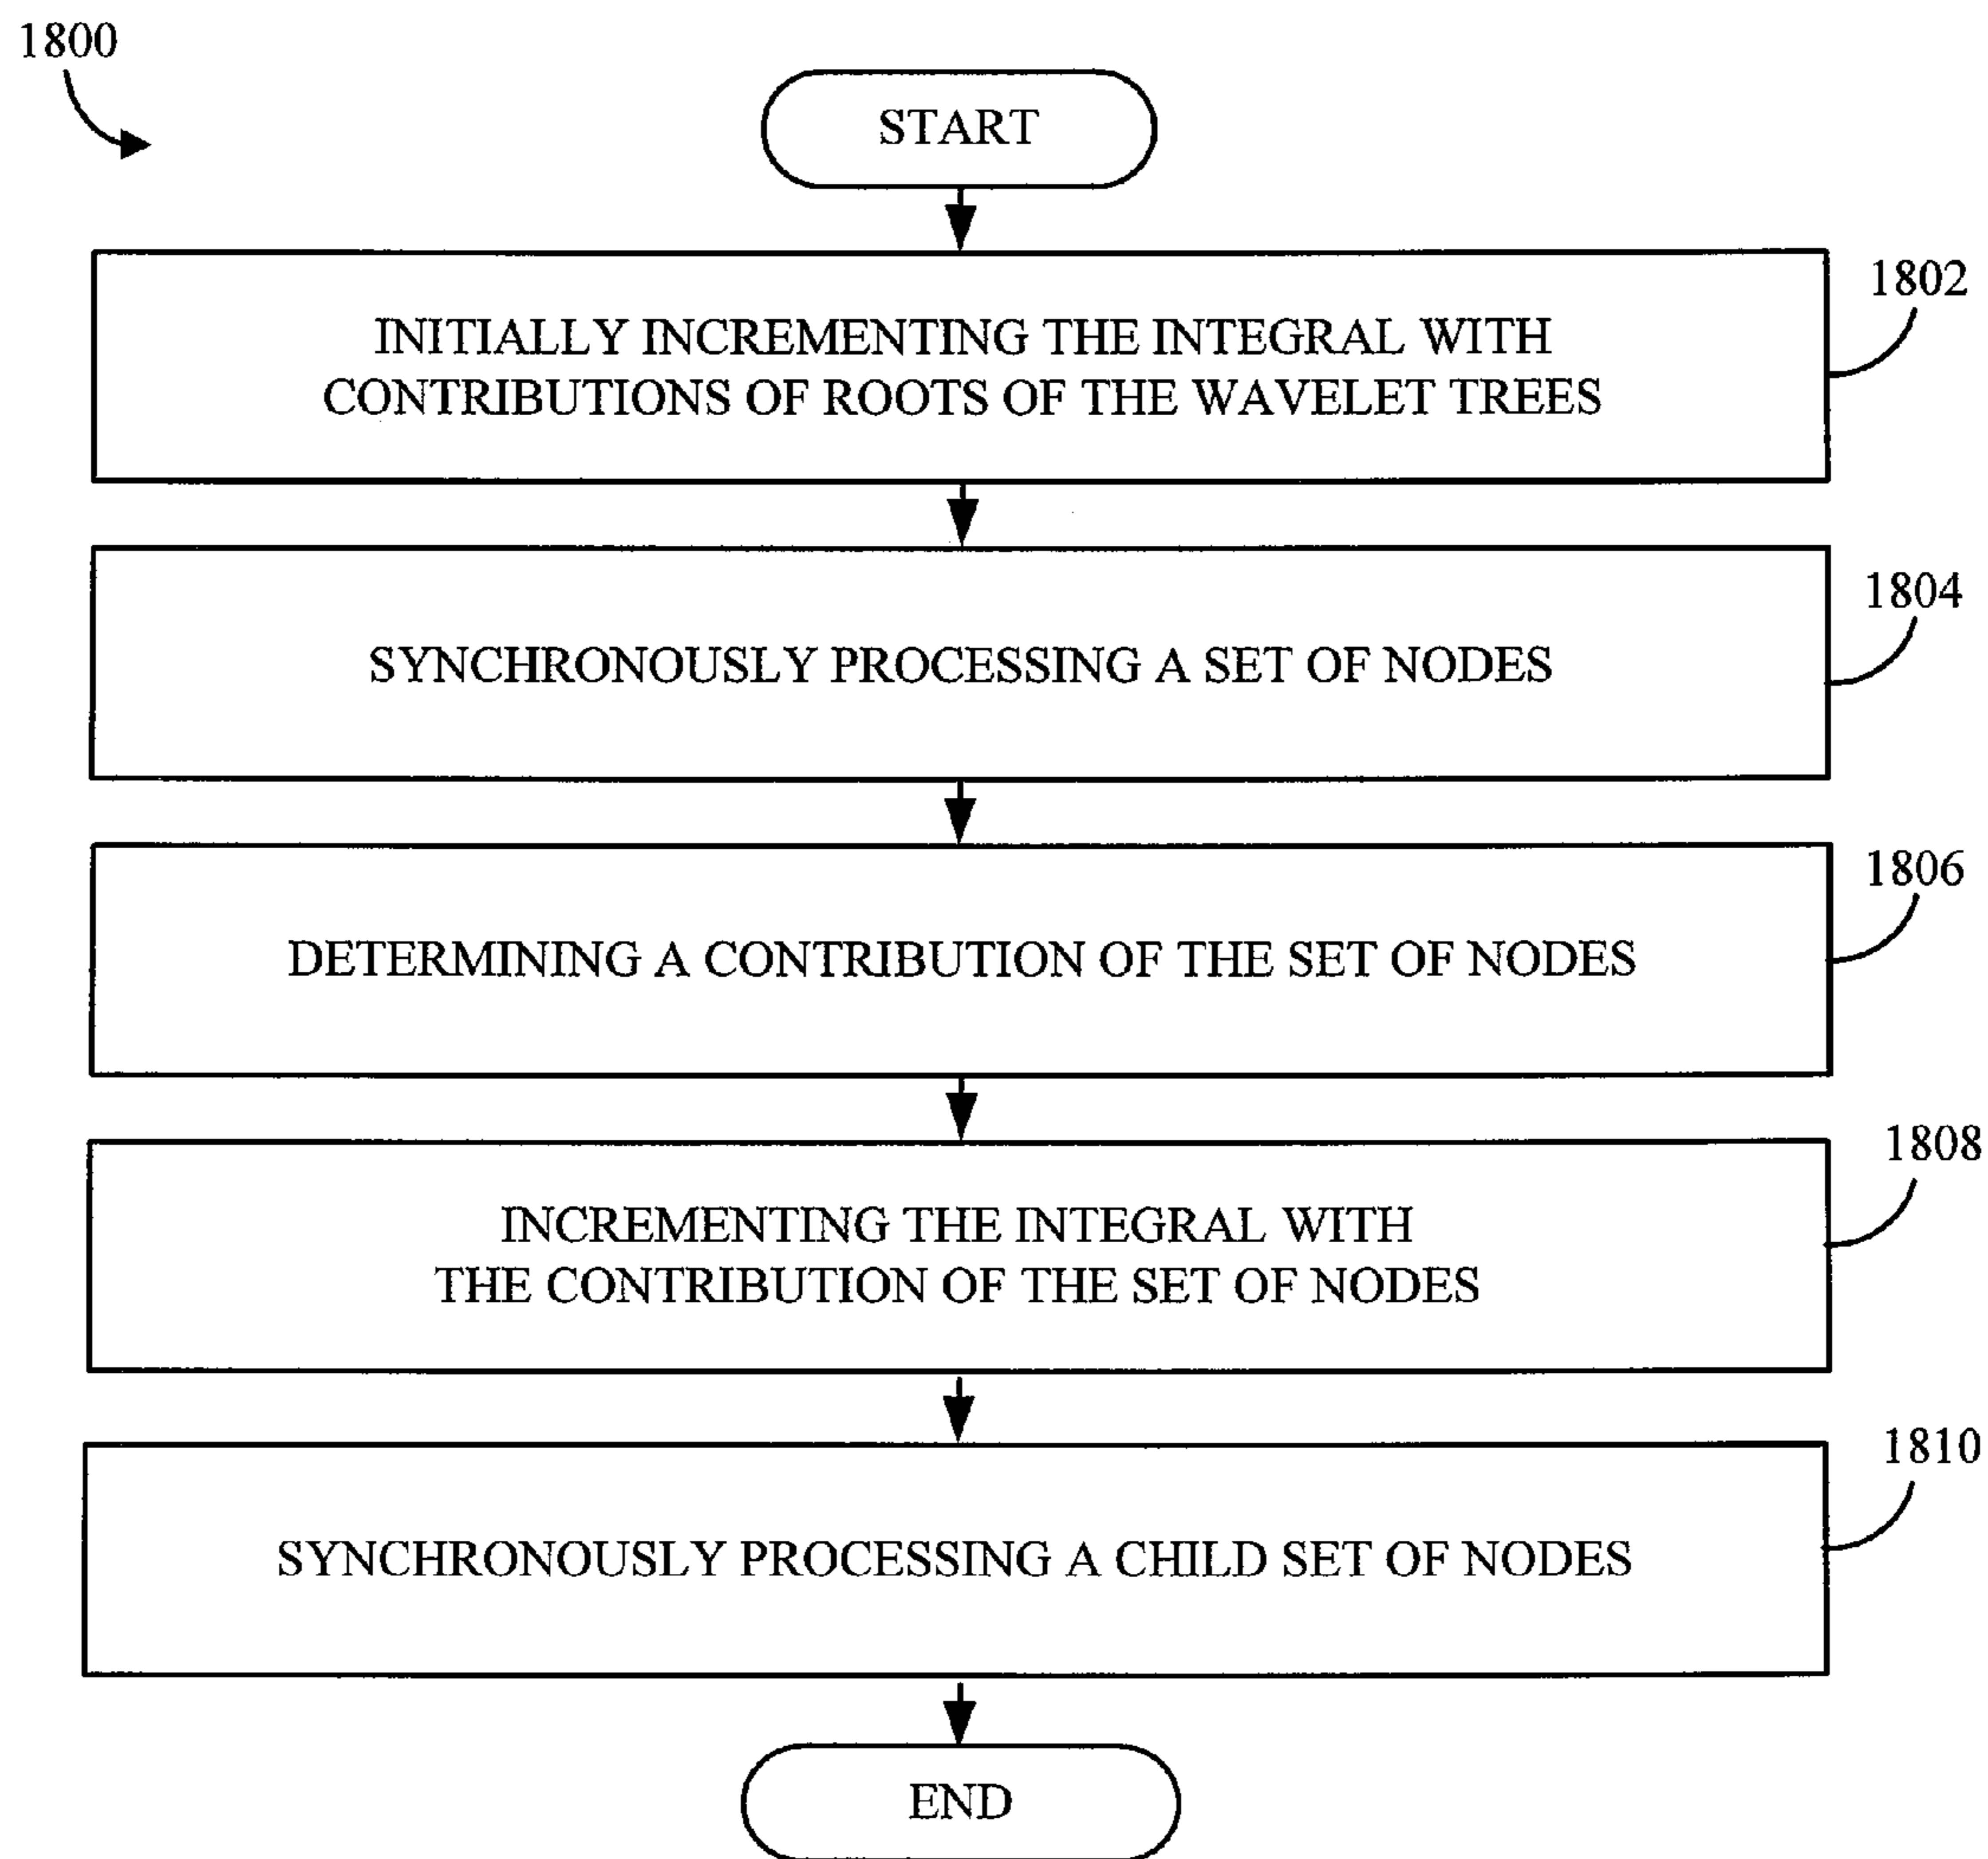 1800
START
INITIALLY INCREMENTING THE INTEGRAL WITH
CONTRIBUTIONS OF ROOTS OF THE WAVELET TREES
1802
SYNCHRONOUSLY PROCESSING A SET OF NODES
1804
DETERMINING A CONTRIBUTION OF THE SET OF NODES
1806
INCREMENTING THE INTEGRAL WITH
THE CONTRIBUTION OF THE SET OF NODES
1808
SYNCHRONOUSLY PROCESSING A CHILD SET OF NODES
1810
END